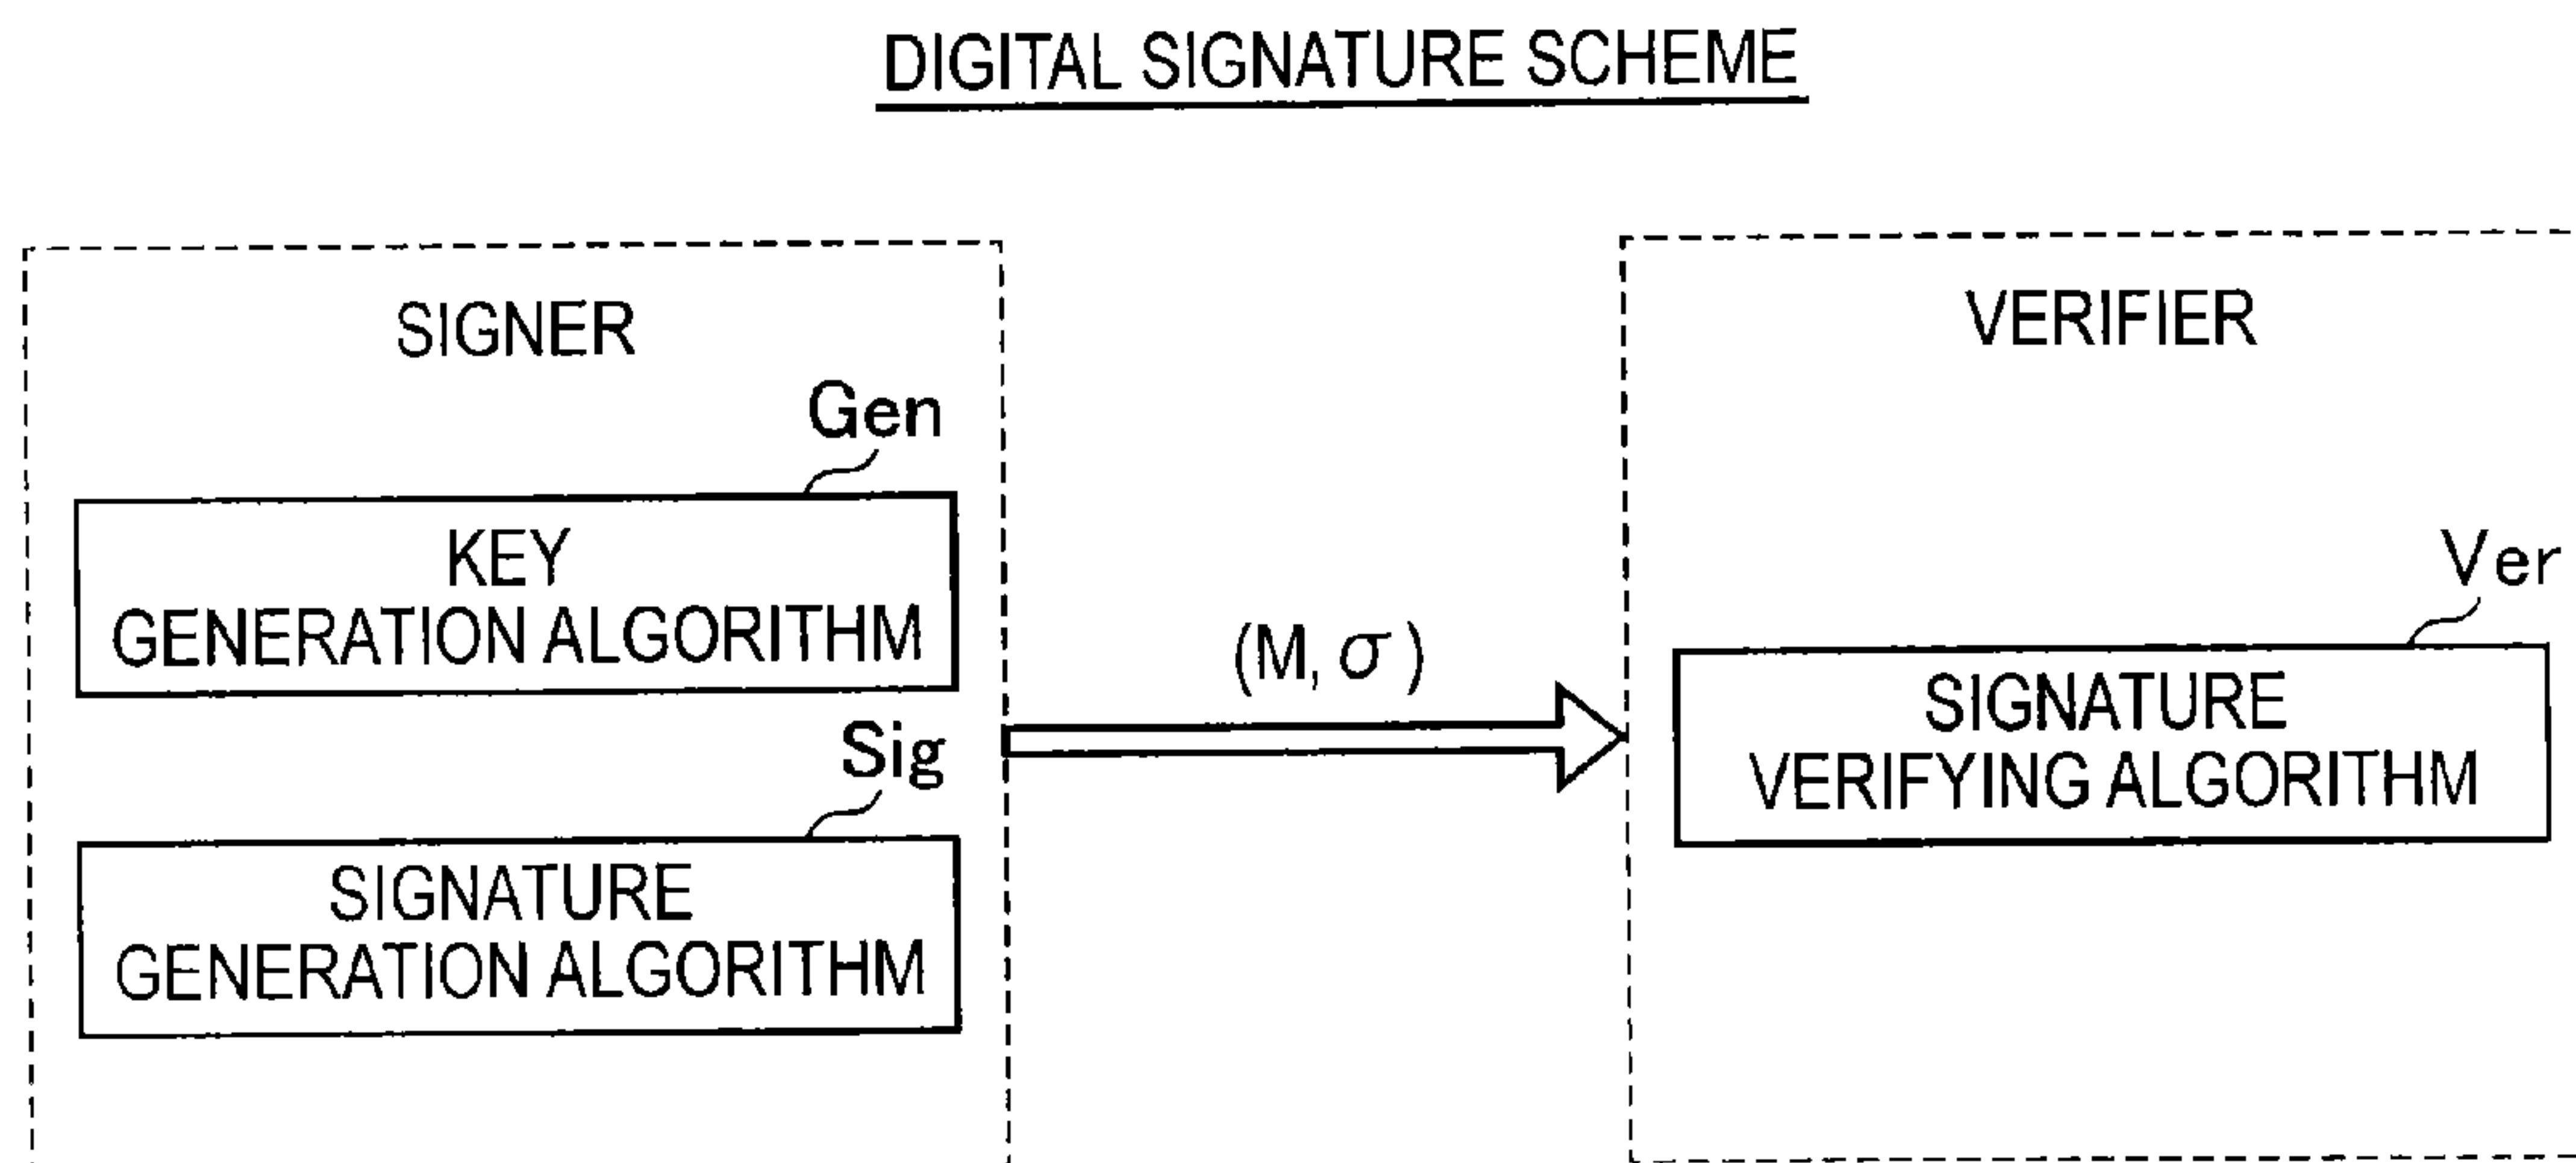 DIGITAL SIGNATURE SCHEME
SIGNER
Gen
KEY
GENERATION ALGORITHM
Sig
SIGNATURE
GENERATION ALGORITHM
(M, σ)
VERIFIER
Ver
SIGNATURE
VERIFYING ALGORITHM